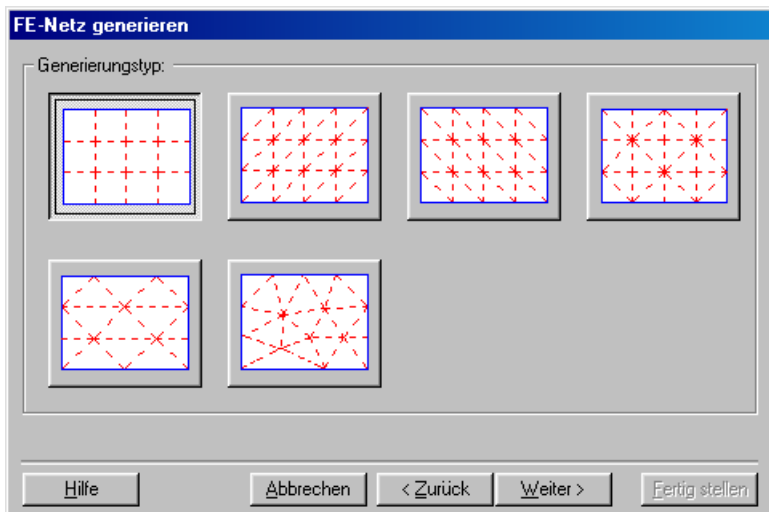 FE-Netz generieren
Generierungstyp:
Hilfe
Abbrechen
< Zurück
Weiter >
Fertig stellen